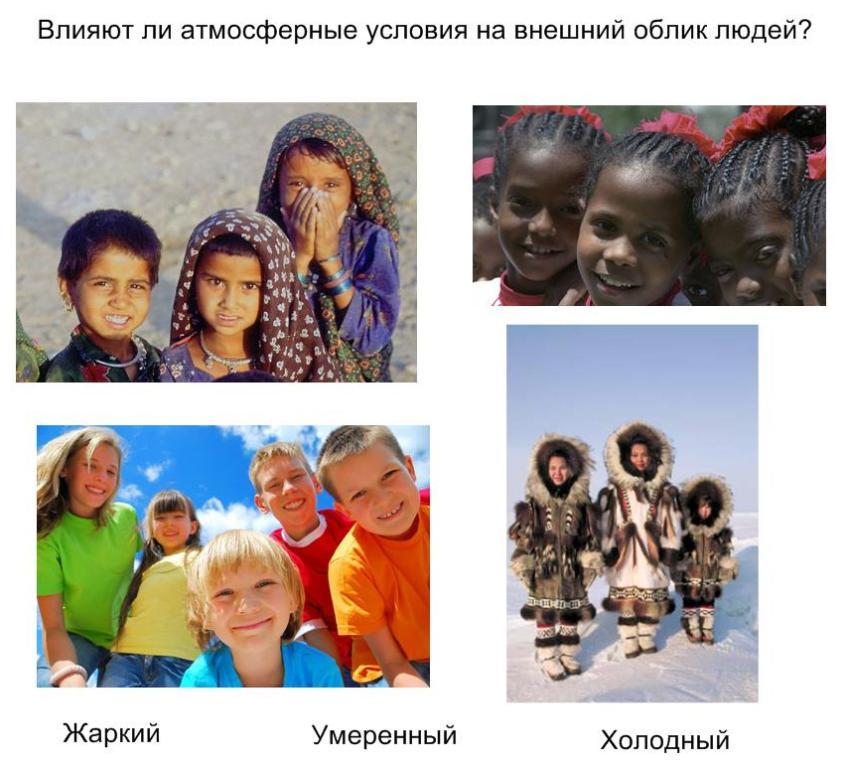 Влияют ли атмосферные условия на внешний облик людей?
Жаркий Умеренный Холодный